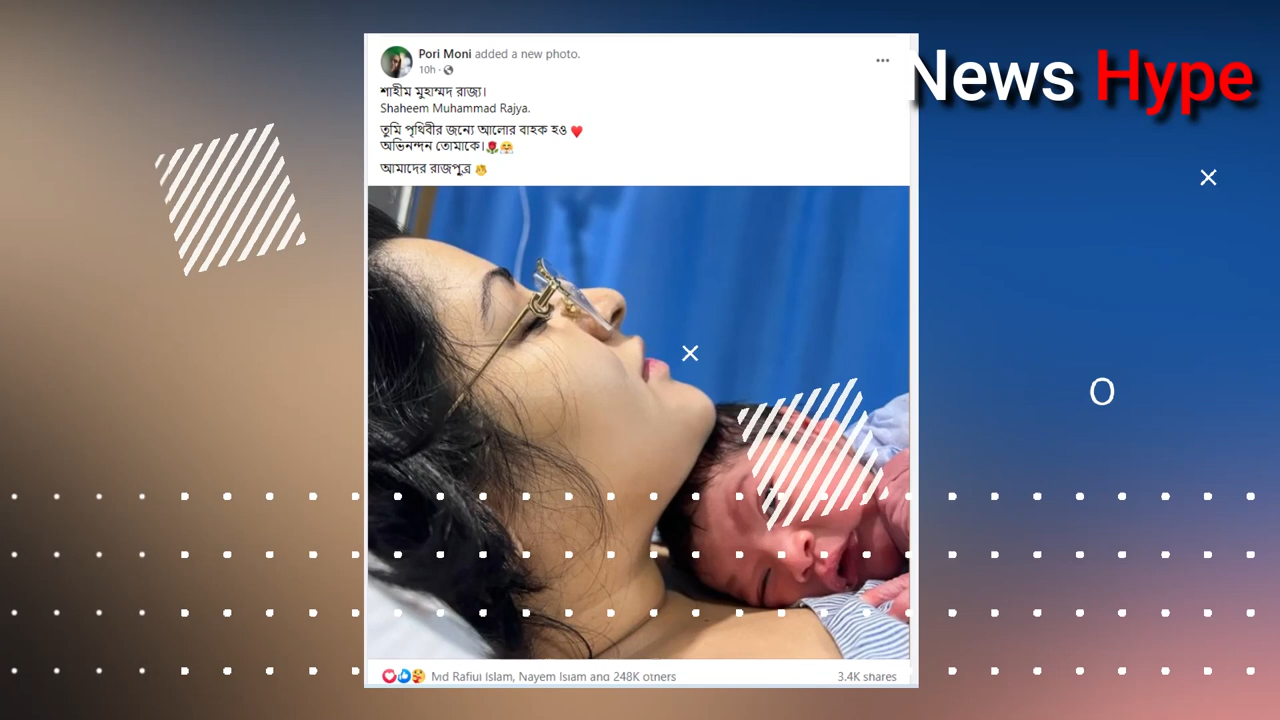 News Hype
Pori Moni added a new photo.
10h ·
শাহীম মুহাম্মদ রাজ্য।
Shaheem Muhammad Rajya.
তুমি পৃথিবীর জন্যে আলোর বাহক হও ❤️
অভিনন্দন তোমাকে।🌹🥰
আমাদের রাজপুত্র 👏
Md Rafiul Islam, Nayem Islam and 248K others
3.4K shares